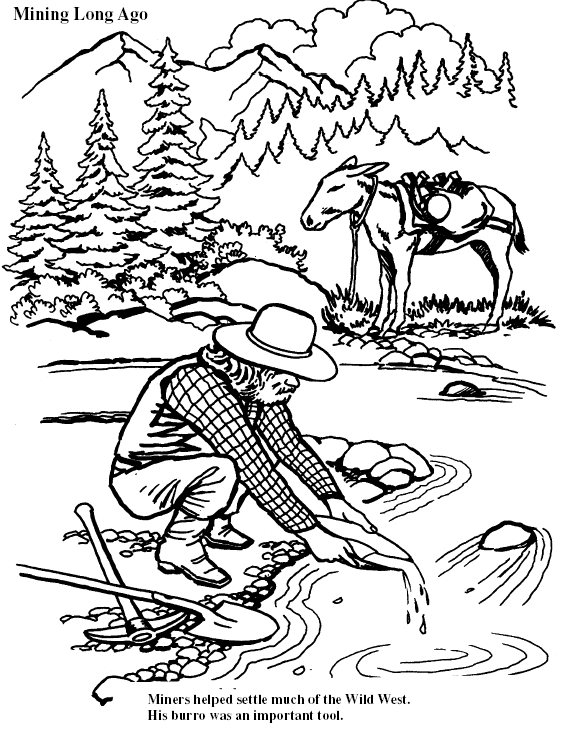 Mining Long Ago
Miners helped settle much of the Wild West.
His burro was an important tool.